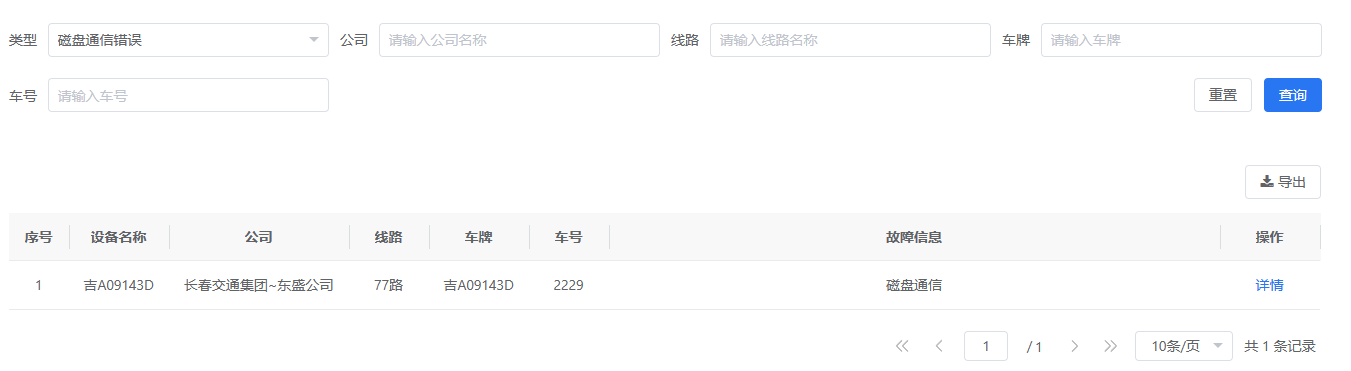 类型 磁盘通信错误 公司 请输入公司名称 线路 请输入线路名称 车牌 请输入车牌
车号 请输入车号 重置 查询
导出
序号 设备名称 公司 线路 车牌 车号 故障信息 操作
1 吉A09143D 长春交通集团~东盛公司 77路 吉A09143D 2229 磁盘通信 详情
1 / 1 10条/页 共 1 条记录